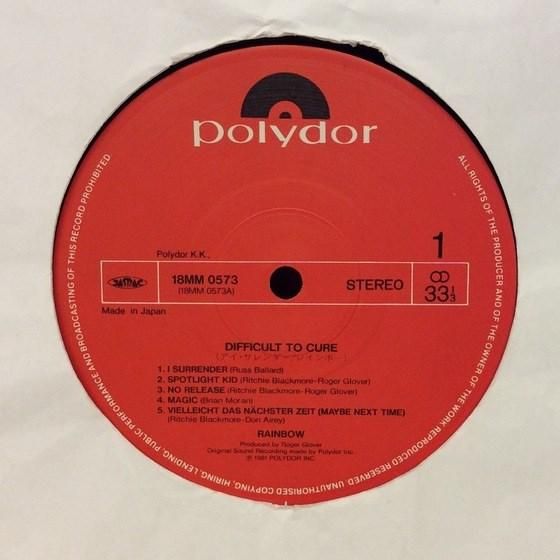 polydor
1
Polydor K.K.,
JASRAC
18MM 0573
(18MM 0573A)
STEREO
33 1/3
Made in Japan
DIFFICULT TO CURE
(アイ・サレンダー/レインボー)
1. I SURRENDER (Russ Ballard)
2. SPOTLIGHT KID (Ritchie Blackmore-Roger Glover)
3. NO RELEASE (Ritchie Blackmore-Roger Glover)
4. MAGIC (Brian Moran)
5. VIELLEICHT DAS NÄCHSTER ZEIT (MAYBE NEXT TIME)
(Ritchie Blackmore-Don Airey)
RAINBOW
Produced by Roger Glover
Original Sound Recording made by Polydor Inc.
℗ 1981 POLYDOR INC.
ALL RIGHTS OF THE PRODUCER AND OF THE OWNER OF THE WORK REPRODUCED RESERVED. UNAUTHORISED COPYING, HIRING, LENDING, PUBLIC PERFORMANCE AND BROADCASTING OF THIS RECORD PROHIBITED